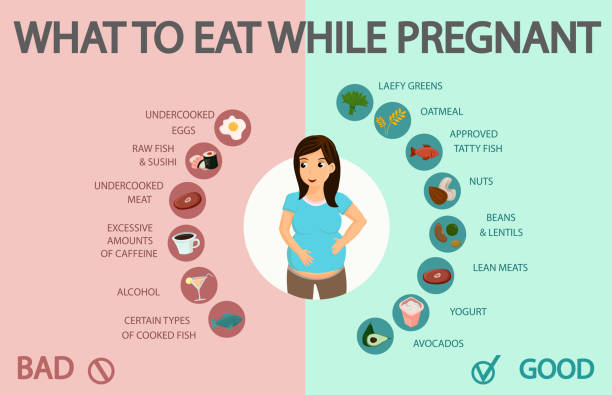 WHAT TO EAT WHILE PREGNANT
UNDERCOOKED
EGGS
RAW FISH
& SUSIHI
UNDERCOOKED
MEAT
EXCESSIVE
AMOUNTS
OF CAFFEINE
ALCOHOL
CERTAIN TYPES
OF COOKED FISH
BAD
LAEFY GREENS
OATMEAL
APPROVED
TATTY FISH
NUTS
BEANS
& LENTILS
LEAN MEATS
YOGURT
AVOCADOS
GOOD